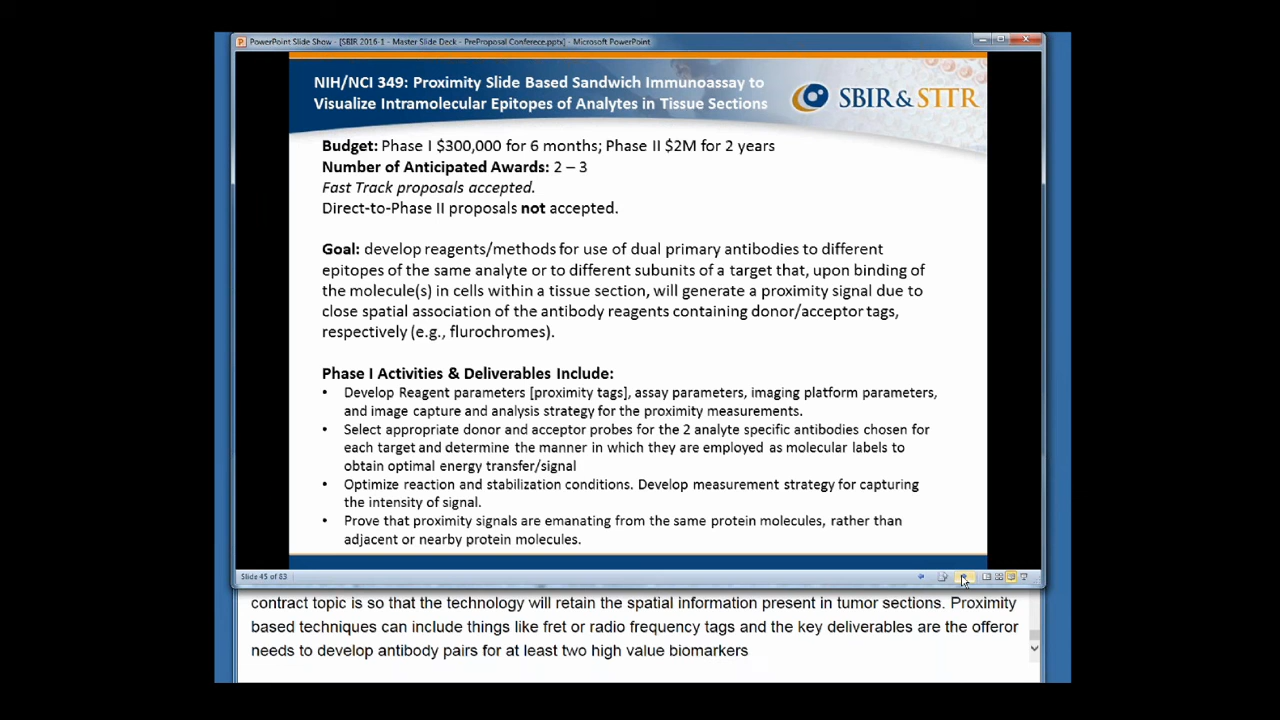 PowerPoint Slide Show - [SBIR 2016-1 - Master Slide Deck - PreProposal Conferece.pptx] - Microsoft PowerPoint
NIH/NCI 349: Proximity Slide Based Sandwich Immunoassay to
Visualize Intramolecular Epitopes of Analytes in Tissue Sections
SBIR & STTR
Budget: Phase I $300,000 for 6 months; Phase II $2M for 2 years
Number of Anticipated Awards: 2 – 3
Fast Track proposals accepted.
Direct-to-Phase II proposals not accepted.
Goal: develop reagents/methods for use of dual primary antibodies to different
epitopes of the same analyte or to different subunits of a target that, upon binding of
the molecule(s) in cells within a tissue section, will generate a proximity signal due to
close spatial association of the antibody reagents containing donor/acceptor tags,
respectively (e.g., flurochromes).
Phase I Activities & Deliverables Include:
• Develop Reagent parameters [proximity tags], assay parameters, imaging platform parameters,
and image capture and analysis strategy for the proximity measurements.
• Select appropriate donor and acceptor probes for the 2 analyte specific antibodies chosen for
each target and determine the manner in which they are employed as molecular labels to
obtain optimal energy transfer/signal
• Optimize reaction and stabilization conditions. Develop measurement strategy for capturing
the intensity of signal.
• Prove that proximity signals are emanating from the same protein molecules, rather than
adjacent or nearby protein molecules.
Slide 45 of 83
contract topic is so that the technology will retain the spatial information present in tumor sections. Proximity
based techniques can include things like fret or radio frequency tags and the key deliverables are the offeror
needs to develop antibody pairs for at least two high value biomarkers